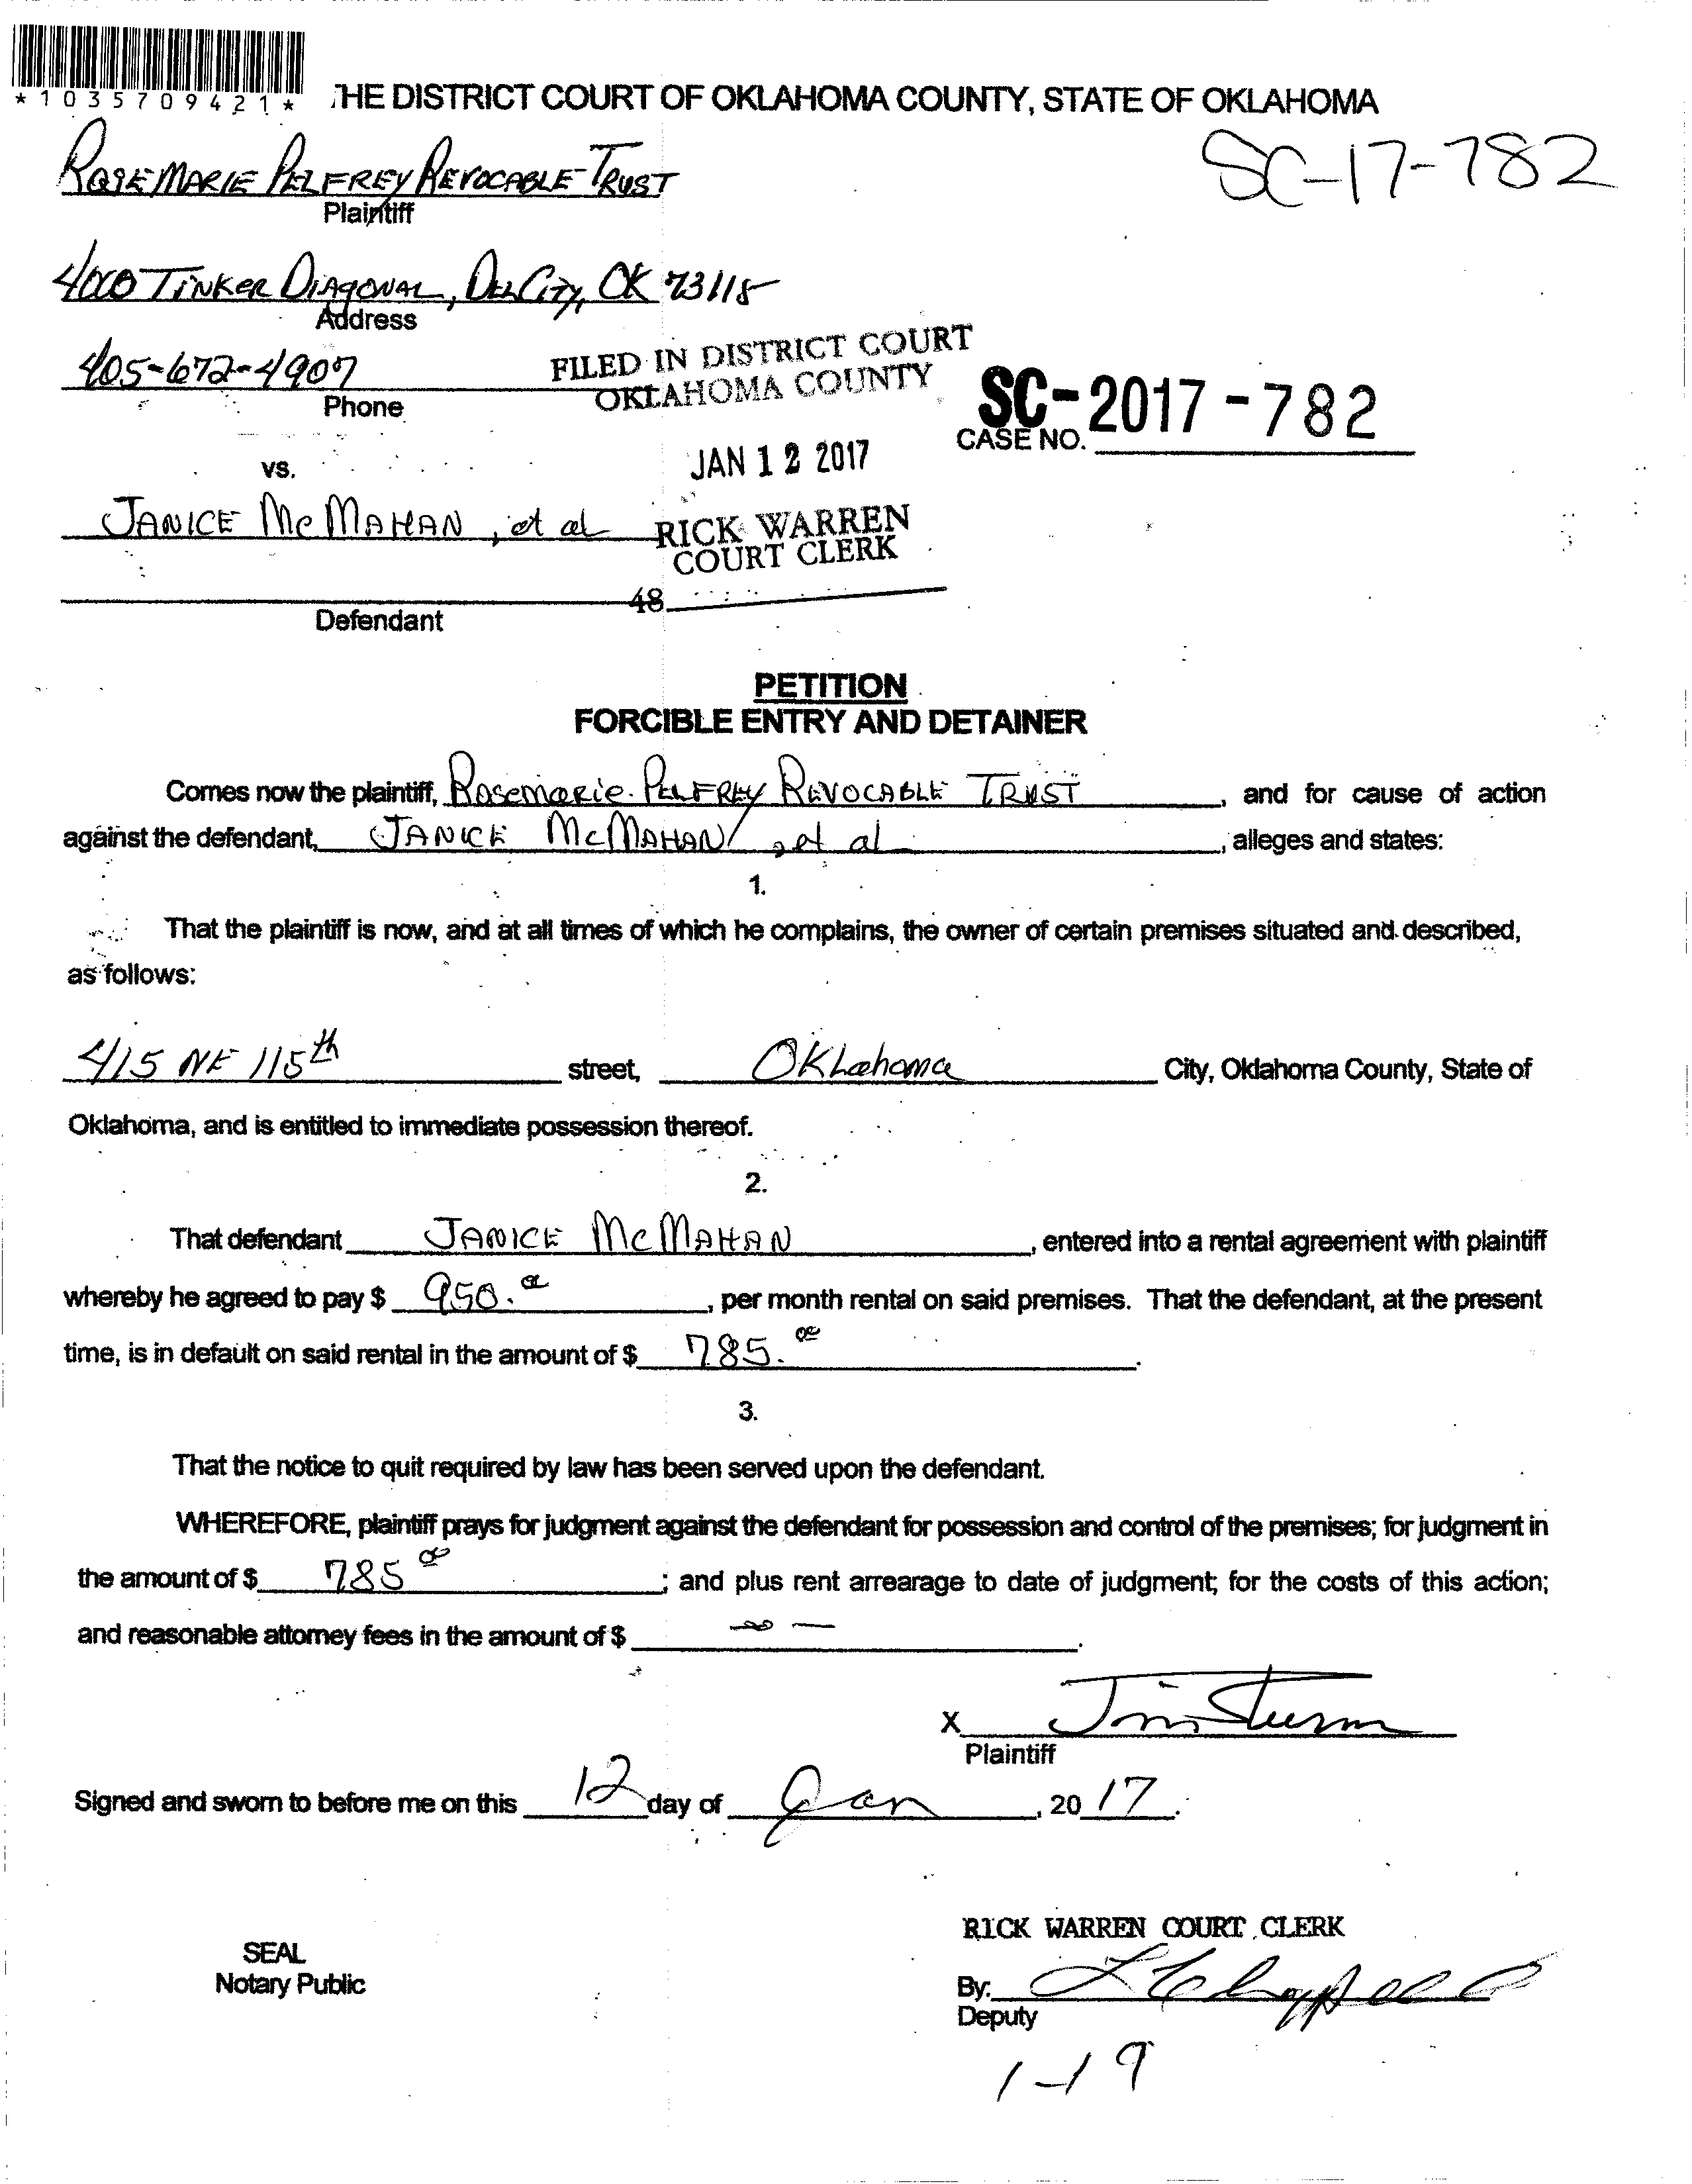 *1035709421*
THE DISTRICT COURT OF OKLAHOMA COUNTY, STATE OF OKLAHOMA
SC-17-782
ROSEMARIE PELFREY REVOCABLE TRUST
Plaintiff
4000 TINKER DIAGONAL, DEL CITY, OK 73115
Address
405-672-4907
Phone
FILED IN DISTRICT COURT
OKLAHOMA COUNTY
SC-2017-782
CASE NO.
JAN 12 2017
vs.
JANICE McMAHAN, et al
RICK WARREN
COURT CLERK
48
Defendant
PETITION
FORCIBLE ENTRY AND DETAINER
Comes now the plaintiff, Rosemarie PELFREY REVOCABLE TRUST, and for cause of action
against the defendant, JANICE McMAHAN, et al, alleges and states:
1.
That the plaintiff is now, and at all times of which he complains, the owner of certain premises situated and described,
as follows:
415 NE 115th street, Oklahoma City, Oklahoma County, State of
Oklahoma, and is entitled to immediate possession thereof.
2.
That defendant JANICE McMAHAN, entered into a rental agreement with plaintiff
whereby he agreed to pay $ 950.00, per month rental on said premises. That the defendant, at the present
time, is in default on said rental in the amount of $ 785.00.
3.
That the notice to quit required by law has been served upon the defendant.
WHEREFORE, plaintiff prays for judgment against the defendant for possession and control of the premises; for judgment in
the amount of $ 785 00; and plus rent arrearage to date of judgment; for the costs of this action;
and reasonable attorney fees in the amount of $
X Jim Sturm
Plaintiff
Signed and sworn to before me on this 12 day of Jan, 2017.
RICK WARREN COURT CLERK
SEAL
Notary Public
By:
Deputy
1-19